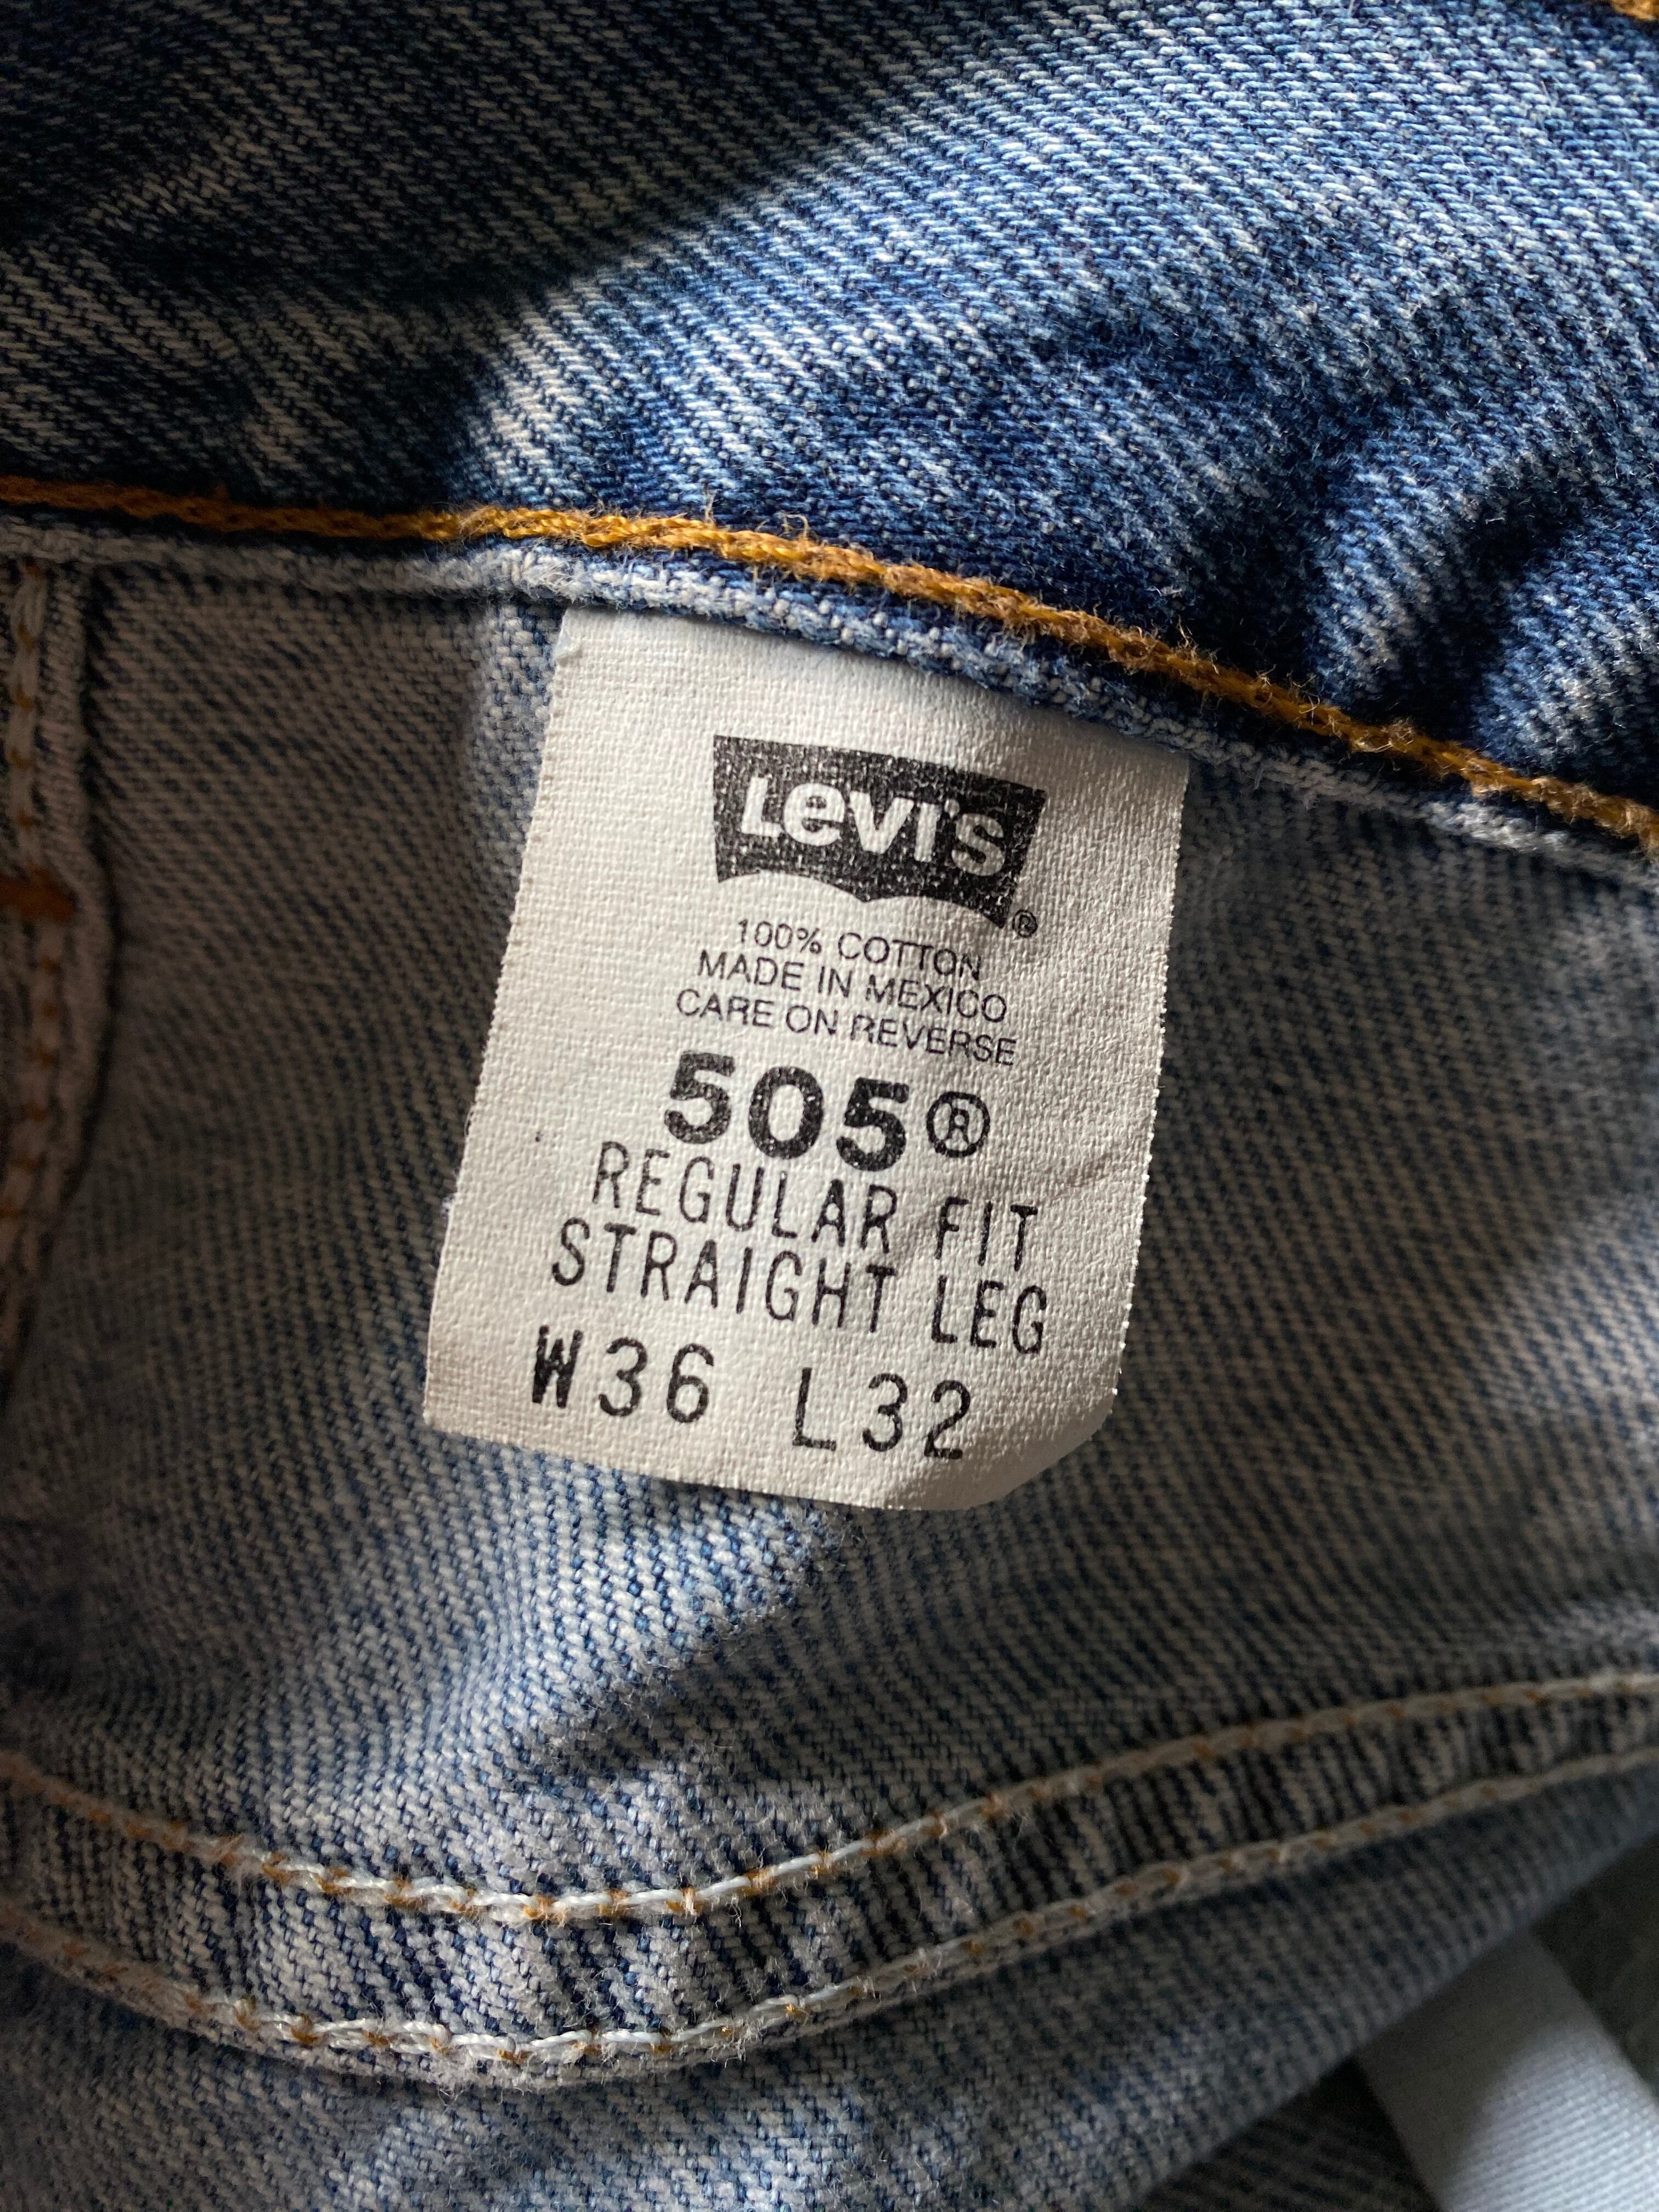 Levi's
®
100% COTTON
MADE IN MEXICO
CARE ON REVERSE
505®
REGULAR FIT
STRAIGHT LEG
W36 L32